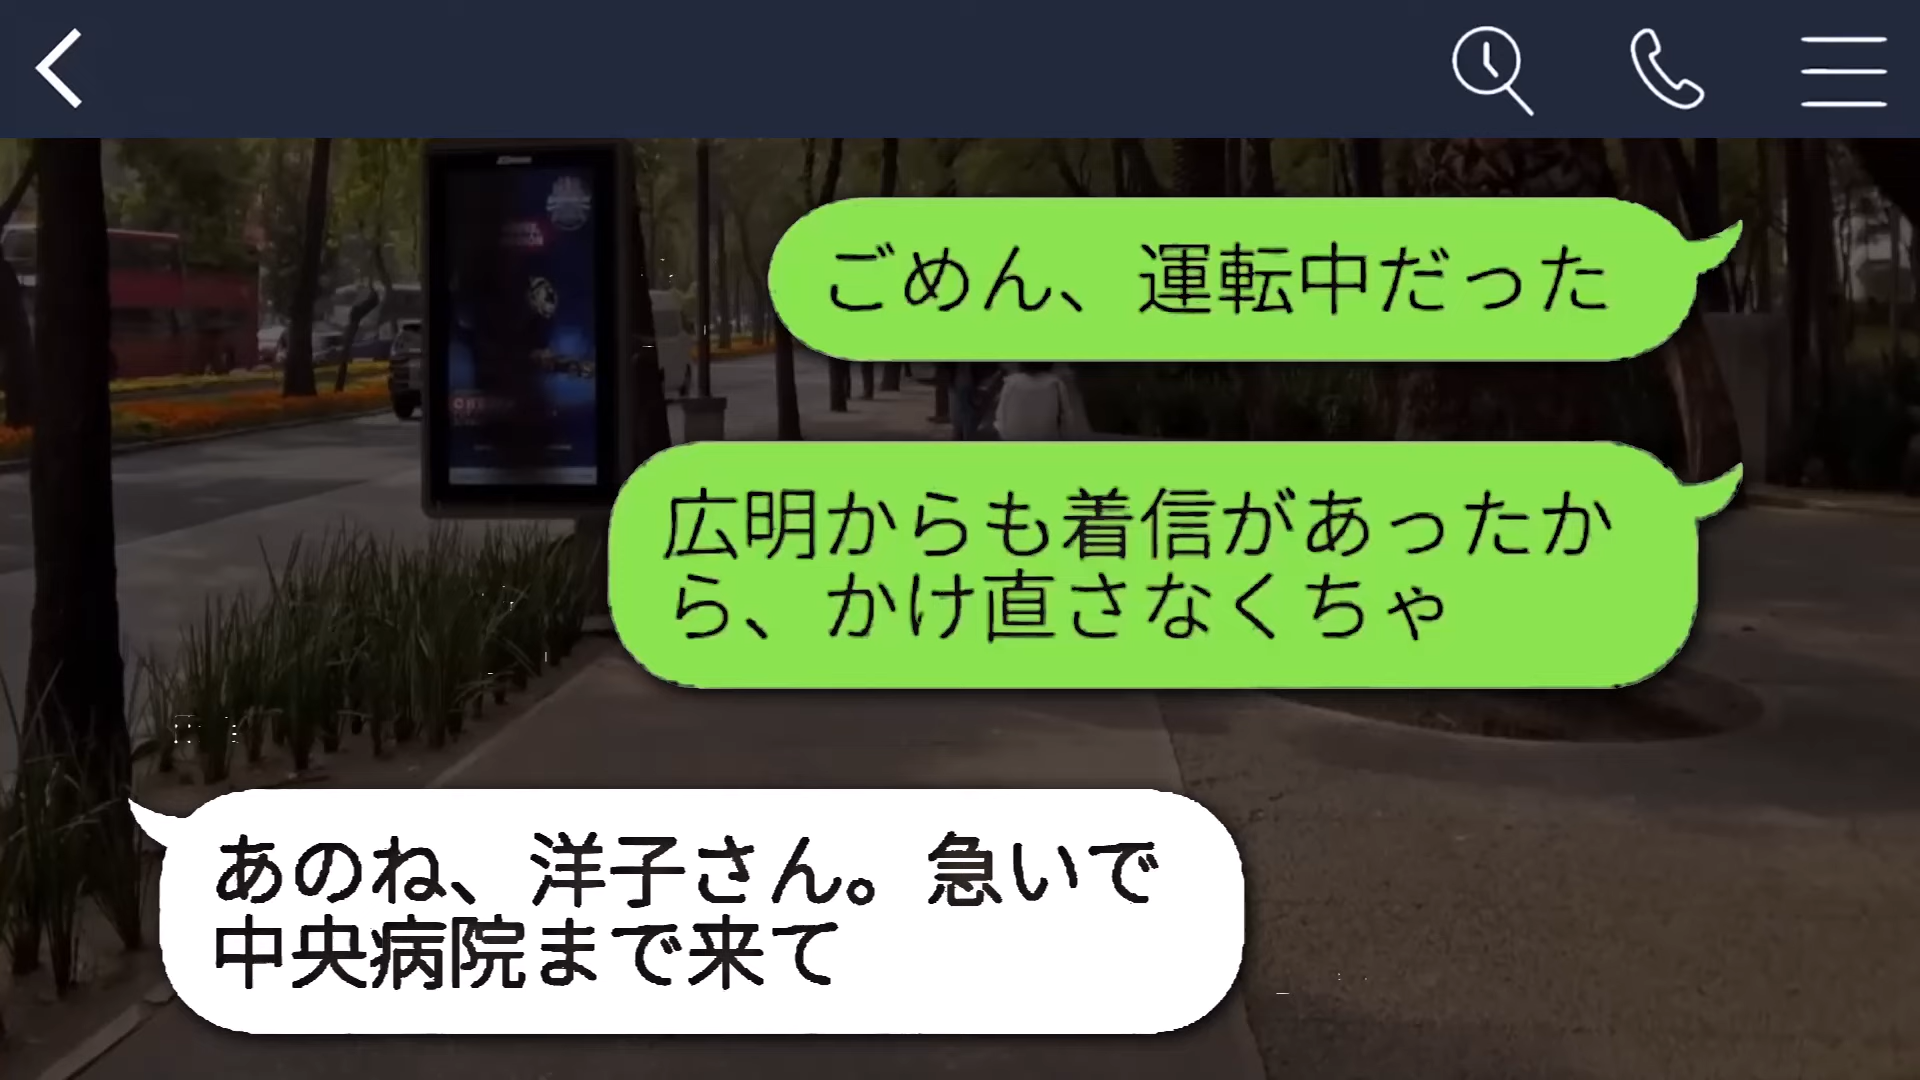 ごめん、運転中だった
広明からも着信があったか
ら、かけ直さなくちゃ
あのね、洋子さん。急いで
中央病院まで来て